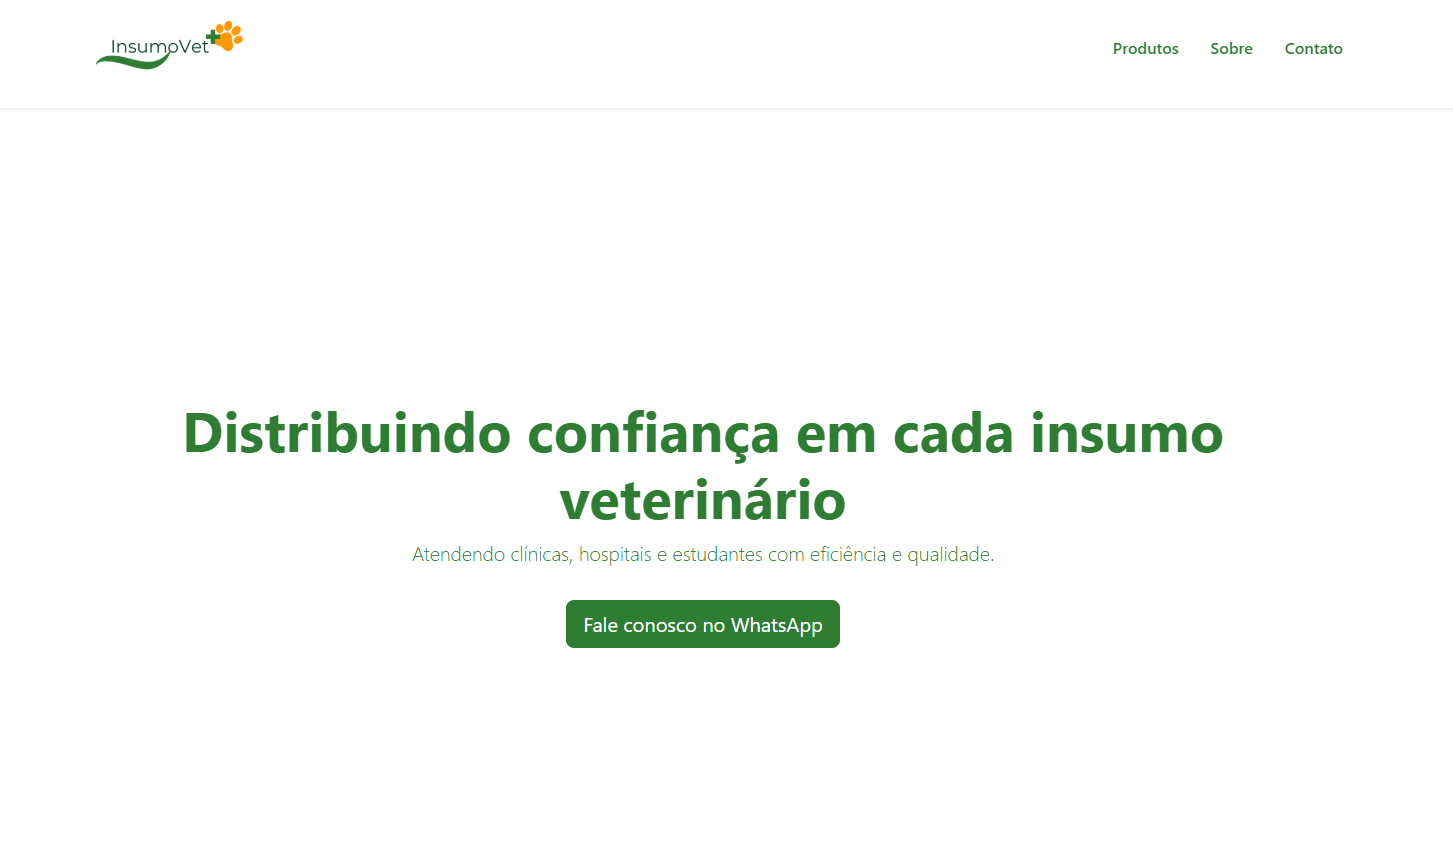 InsumoVet
Produtos Sobre Contato
Distribuindo confiança em cada insumo
veterinário
Atendendo clínicas, hospitais e estudantes com eficiência e qualidade.
Fale conosco no WhatsApp